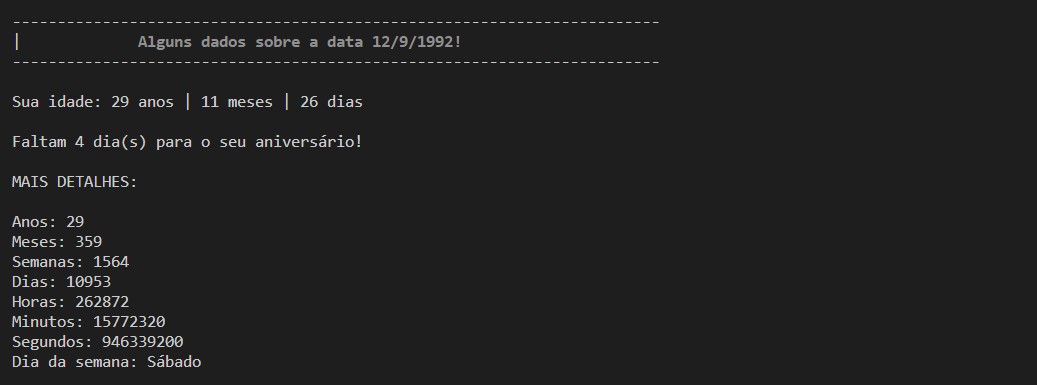 ------------------------------------------------------------------------
|             Alguns dados sobre a data 12/9/1992!
------------------------------------------------------------------------
Sua idade: 29 anos | 11 meses | 26 dias
Faltam 4 dia(s) para o seu aniversário!
MAIS DETALHES:
Anos: 29
Meses: 359
Semanas: 1564
Dias: 10953
Horas: 262872
Minutos: 15772320
Segundos: 946339200
Dia da semana: Sábado